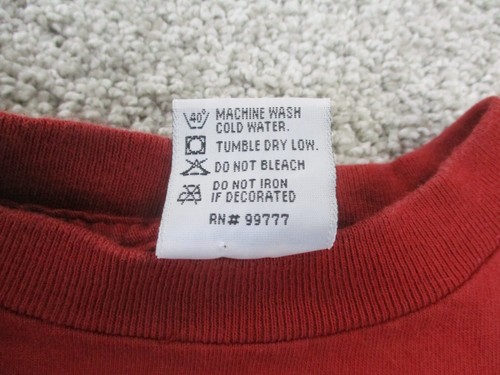 40° MACHINE WASH
COLD WATER.
TUMBLE DRY LOW.
DO NOT BLEACH
DO NOT IRON
IF DECORATED
RN# 99777